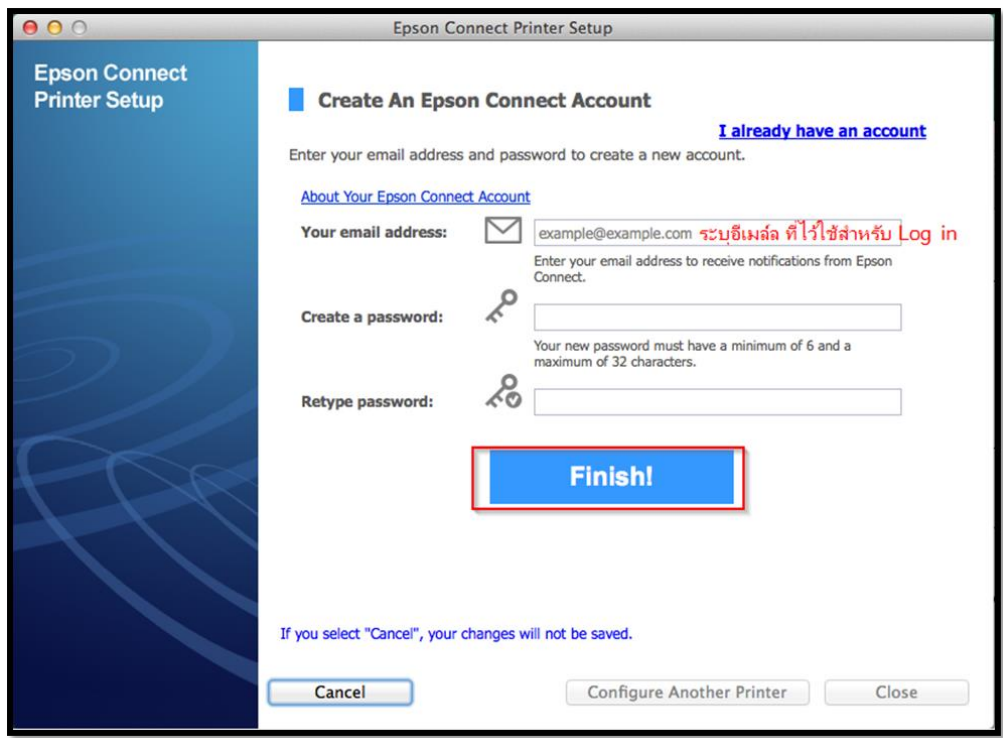 Epson Connect Printer Setup
Epson Connect
Printer Setup
Create An Epson Connect Account
I already have an account
Enter your email address and password to create a new account.
About Your Epson Connect Account
Your email address:
example@example.com ระบุอีเมล์ล ที่ไว้ใช้สำหรับ Log in
Enter your email address to receive notifications from Epson
Connect.
Create a password:
Your new password must have a minimum of 6 and a
maximum of 32 characters.
Retype password:
Finish!
If you select "Cancel", your changes will not be saved.
Cancel
Configure Another Printer
Close